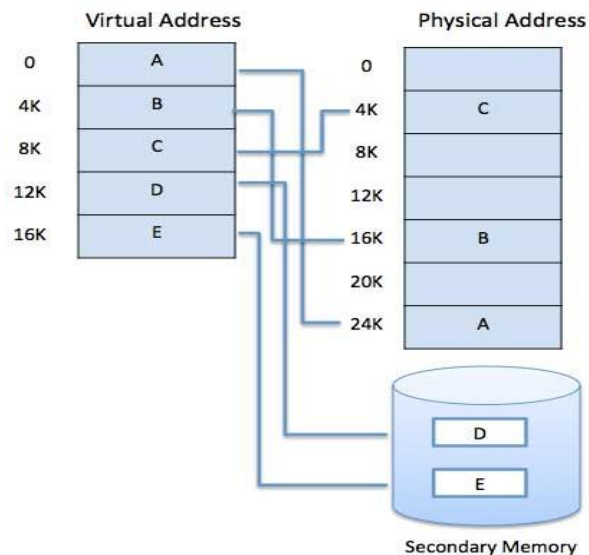 Virtual Address
0 A
4K B
8K C
12K D
16K E
Physical Address
0
4K C
8K
12K
16K B
20K
24K A
D
E
Secondary Memory